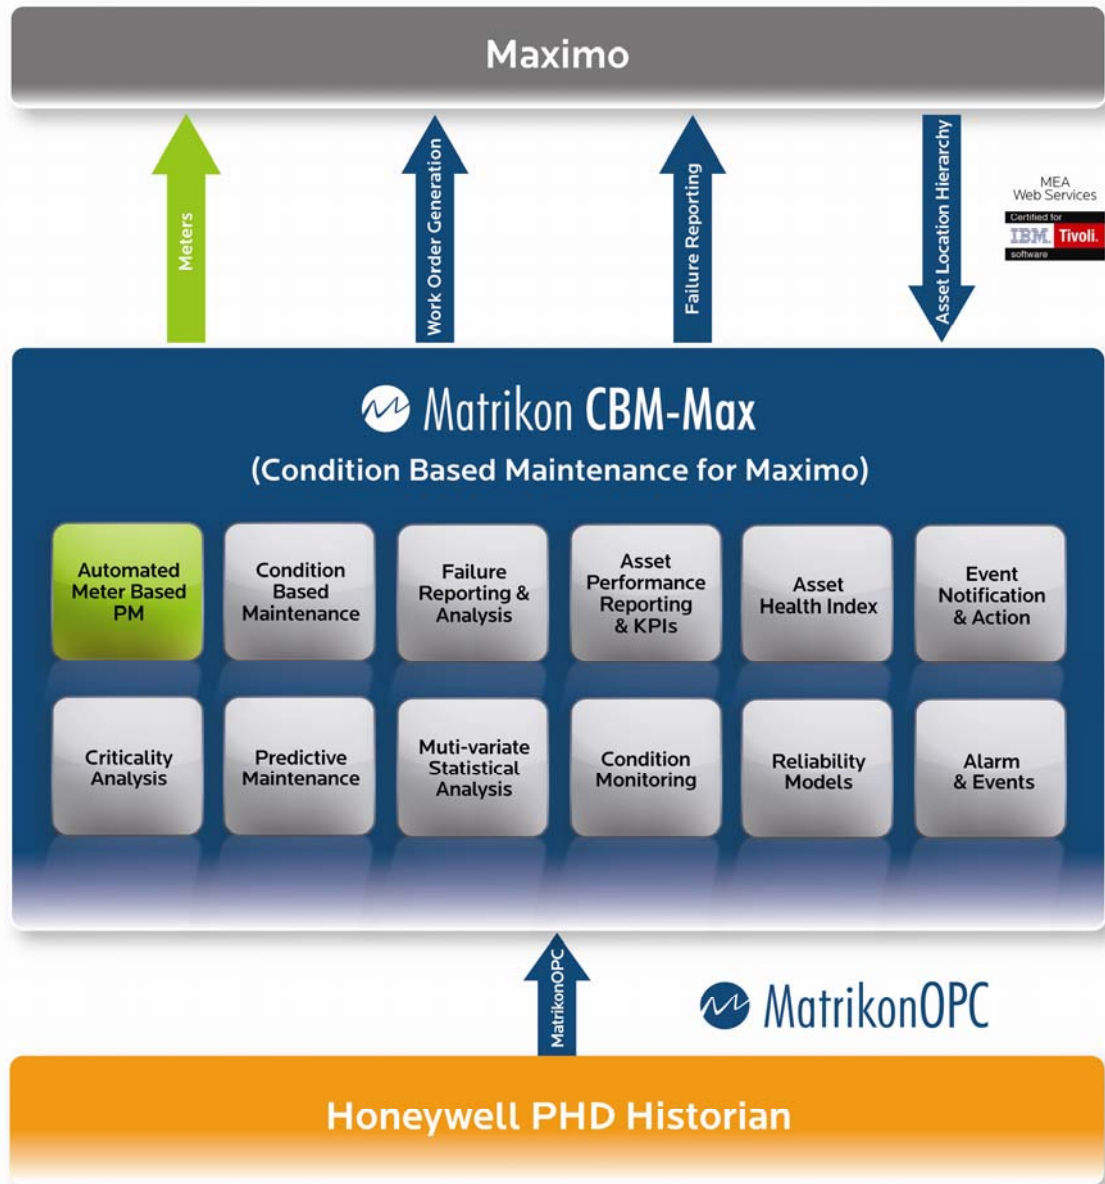 Maximo
Meters
Work Order Generation
Failure Reporting
Asset Location Hierarchy
MEA
Web Services
Certified for
IBM. Tivoli.
software
Matrikon CBM-Max
(Condition Based Maintenance for Maximo)
Automated
Meter Based
PM
Condition
Based
Maintenance
Failure
Reporting &
Analysis
Asset
Performance
Reporting
& KPIs
Asset
Health Index
Event
Notification
& Action
Criticality
Analysis
Predictive
Maintenance
Muti-variate
Statistical
Analysis
Condition
Monitoring
Reliability
Models
Alarm
& Events
MatrikonOPC
MatrikonOPC
Honeywell PHD Historian